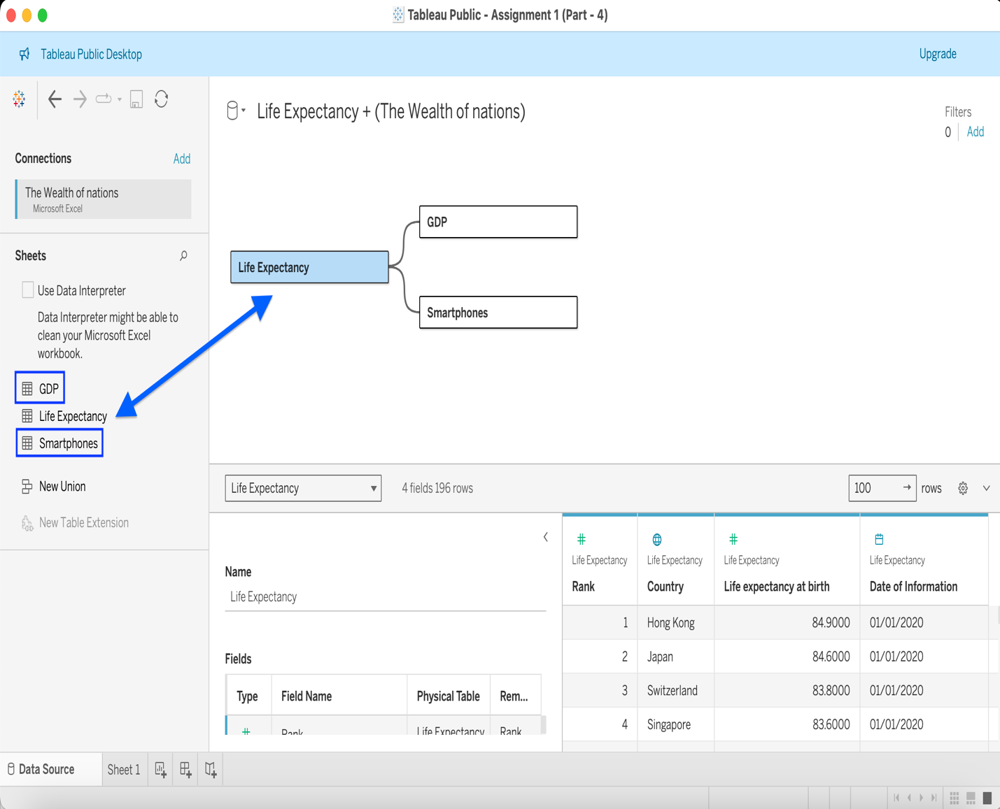 Tableau Public - Assignment 1 (Part - 4)
Tableau Public Desktop
Upgrade
Life Expectancy + (The Wealth of nations)
Filters
0 Add
Connections Add
The Wealth of nations
Microsoft Excel
Sheets
Use Data Interpreter
Data Interpreter might be able to
clean your Microsoft Excel
workbook.
GDP
Life Expectancy
Smartphones
New Union
New Table Extension
GDP
Life Expectancy
Smartphones
Life Expectancy 4 fields 196 rows 100 rows
Name
Life Expectancy
Fields
Type Field Name Physical Table Rem...
# Rank Life Expectancy Rank
# #
Life Expectancy Life Expectancy Life Expectancy Life Expectancy
Rank Country Life expectancy at birth Date of Information
1 Hong Kong 84.9000 01/01/2020
2 Japan 84.6000 01/01/2020
3 Switzerland 83.8000 01/01/2020
4 Singapore 83.6000 01/01/2020
Data Source Sheet 1